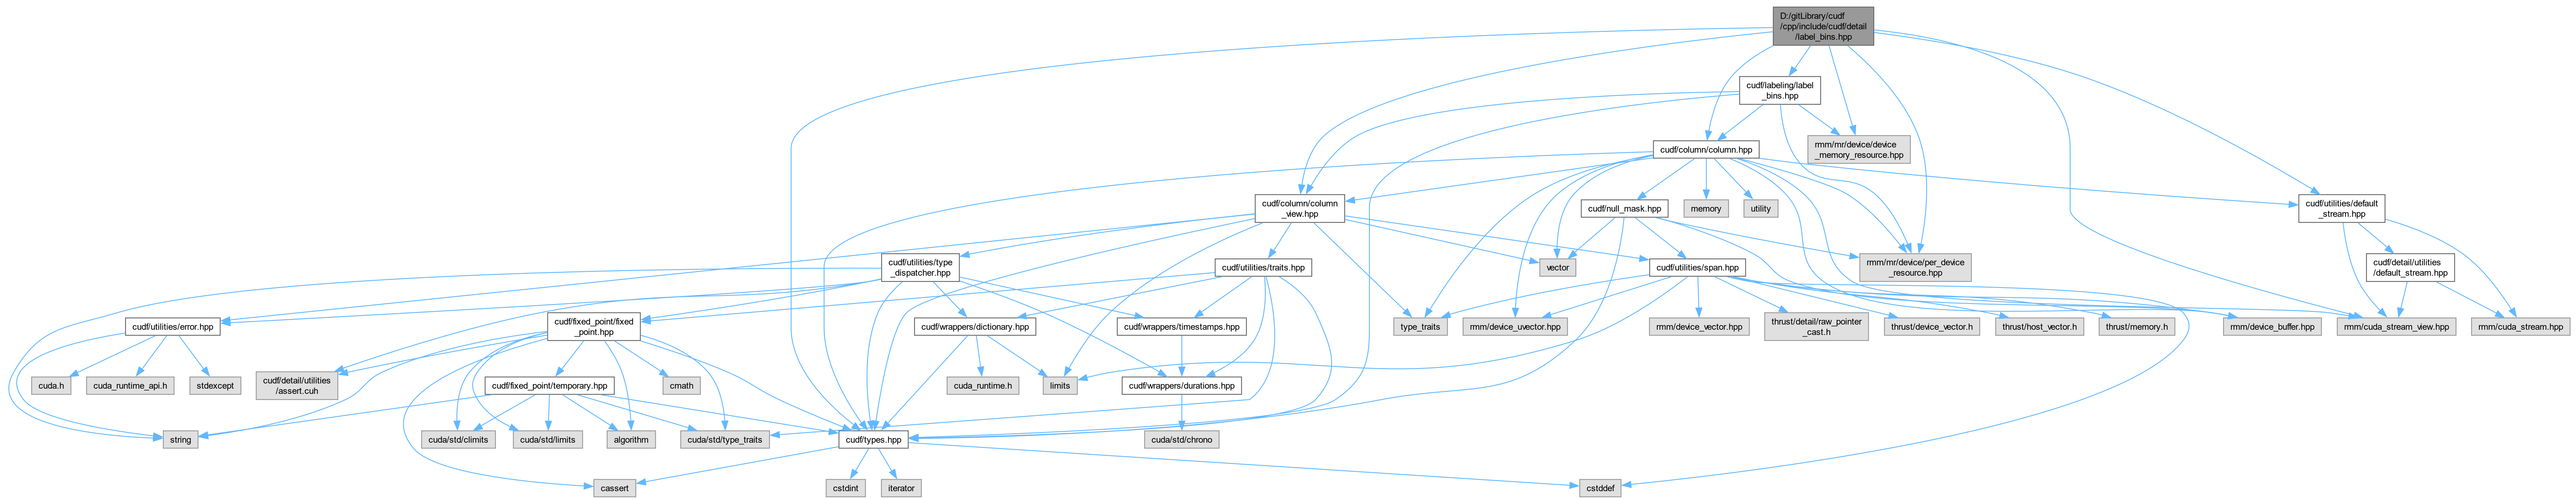 D:/gitLibrary/cudf
/cpp/include/cudf/detail
/label_bins.hpp
cudf/labeling/label
_bins.hpp
rmm/mr/device/device
_memory_resource.hpp
cudf/column/column.hpp
cudf/column/column
_view.hpp
cudf/null_mask.hpp
memory
utility
cudf/utilities/default
_stream.hpp
cudf/utilities/type
_dispatcher.hpp
cudf/utilities/traits.hpp
vector
cudf/utilities/span.hpp
rmm/mr/device/per_device
_resource.hpp
cudf/detail/utilities
/default_stream.hpp
cudf/utilities/error.hpp
cudf/fixed_point/fixed
_point.hpp
cudf/wrappers/dictionary.hpp
cudf/wrappers/timestamps.hpp
type_traits
rmm/device_uvector.hpp
rmm/device_vector.hpp
thrust/detail/raw_pointer
_cast.h
thrust/device_vector.h
thrust/host_vector.h
thrust/memory.h
rmm/device_buffer.hpp
rmm/cuda_stream_view.hpp
rmm/cuda_stream.hpp
cuda.h
cuda_runtime_api.h
stdexcept
cudf/detail/utilities
/assert.cuh
cudf/fixed_point/temporary.hpp
cmath
cuda_runtime.h
limits
cudf/wrappers/durations.hpp
string
cuda/std/climits
cuda/std/limits
algorithm
cuda/std/type_traits
cudf/types.hpp
cuda/std/chrono
cassert
cstdint
iterator
cstddef